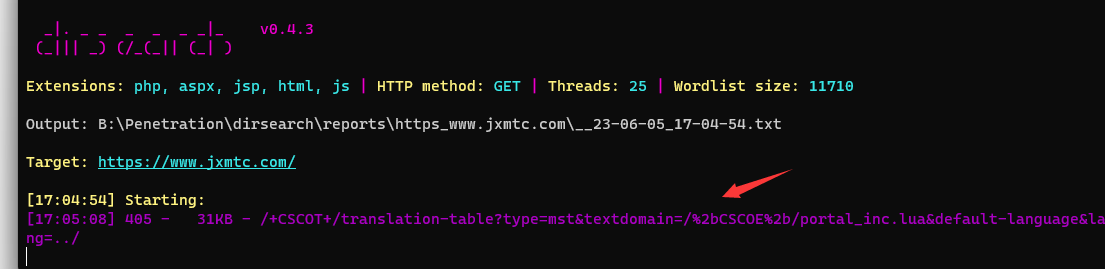 v0.4.3
Extensions: php, aspx, jsp, html, js | HTTP method: GET | Threads: 25 | Wordlist size: 11710
Output: B:\Penetration\dirsearch\reports\https_www.jxmtc.com\__23-06-05_17-04-54.txt
Target: https://www.jxmtc.com/
[17:04:54] Starting:
[17:05:08] 405 -   31KB - /+CSCOT+/translation-table?type=mst&textdomain=/%2bCSCOE%2b/portal_inc.lua&default-language&la
ng=../